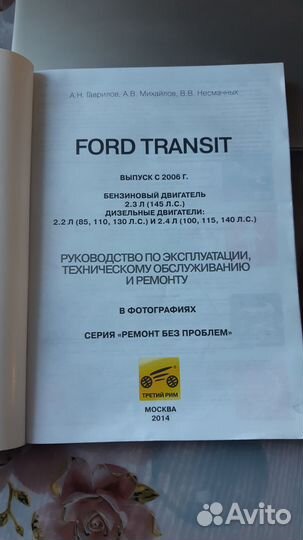 А.Н. Гаврилов, А.В. Михайлов, В.В. Несмачных
FORD TRANSIT
ВЫПУСК С 2006 Г.
БЕНЗИНОВЫЙ ДВИГАТЕЛЬ
2.3 Л (145 Л.С.)
ДИЗЕЛЬНЫЕ ДВИГАТЕЛИ:
2.2 Л (85, 110, 130 Л.С.) И 2.4 Л (100, 115, 140 Л.С.)
РУКОВОДСТВО ПО ЭКСПЛУАТАЦИИ,
ТЕХНИЧЕСКОМУ ОБСЛУЖИВАНИЮ
И РЕМОНТУ
В ФОТОГРАФИЯХ
СЕРИЯ «РЕМОНТ БЕЗ ПРОБЛЕМ»
ТРЕТИЙ РИМ
МОСКВА
2014
Avito